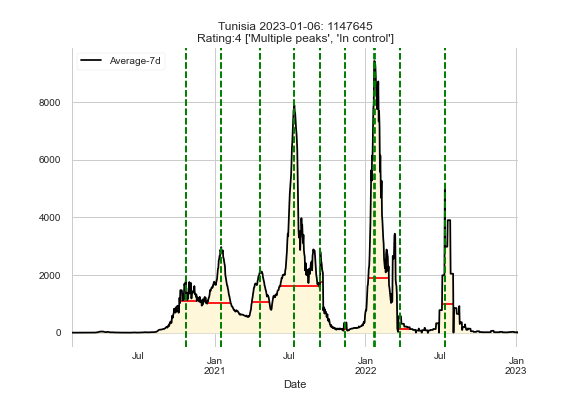 Tunisia 2023-01-06: 1147645
Rating:4 ['Multiple peaks', 'In control']
Average-7d
8000
6000
4000
2000
0
Jul
Jan
2021
Jul
Jan
2022
Jul
Jan
2023
Date